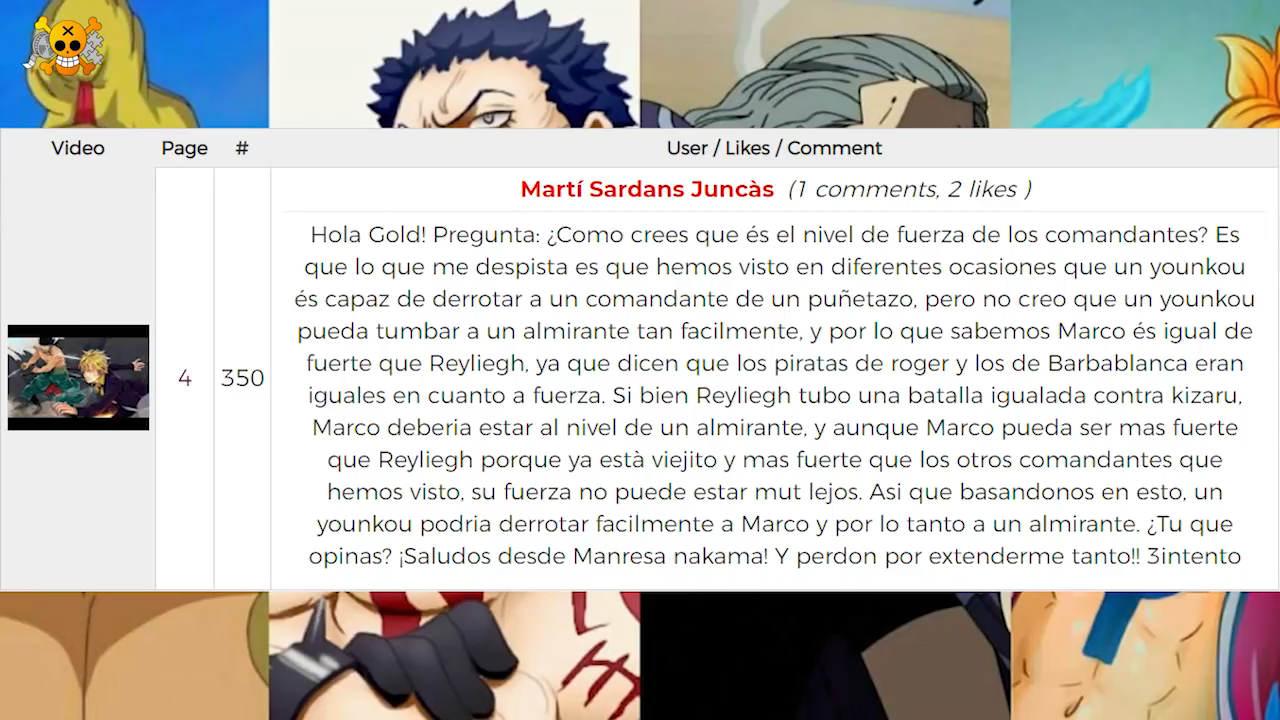 Video Page # User / Likes / Comment
Martí Sardans Juncàs (1 comments, 2 likes )
Hola Gold! Pregunta: ¿Como crees que és el nivel de fuerza de los comandantes? Es
que lo que me despista es que hemos visto en diferentes ocasiones que un younkou
és capaz de derrotar a un comandante de un puñetazo, pero no creo que un younkou
pueda tumbar a un almirante tan facilmente, y por lo que sabemos Marco és igual de
fuerte que Reyliegh, ya que dicen que los piratas de roger y los de Barbablanca eran
4 350
iguales en cuanto a fuerza. Si bien Reyliegh tubo una batalla igualada contra kizaru,
Marco deberia estar al nivel de un almirante, y aunque Marco pueda ser mas fuerte
que Reyliegh porque ya està viejito y mas fuerte que los otros comandantes que
hemos visto, su fuerza no puede estar mut lejos. Asi que basandonos en esto, un
younkou podria derrotar facilmente a Marco y por lo tanto a un almirante. ¿Tu que
opinas? ¡Saludos desde Manresa nakama! Y perdon por extenderme tanto!! 3intento